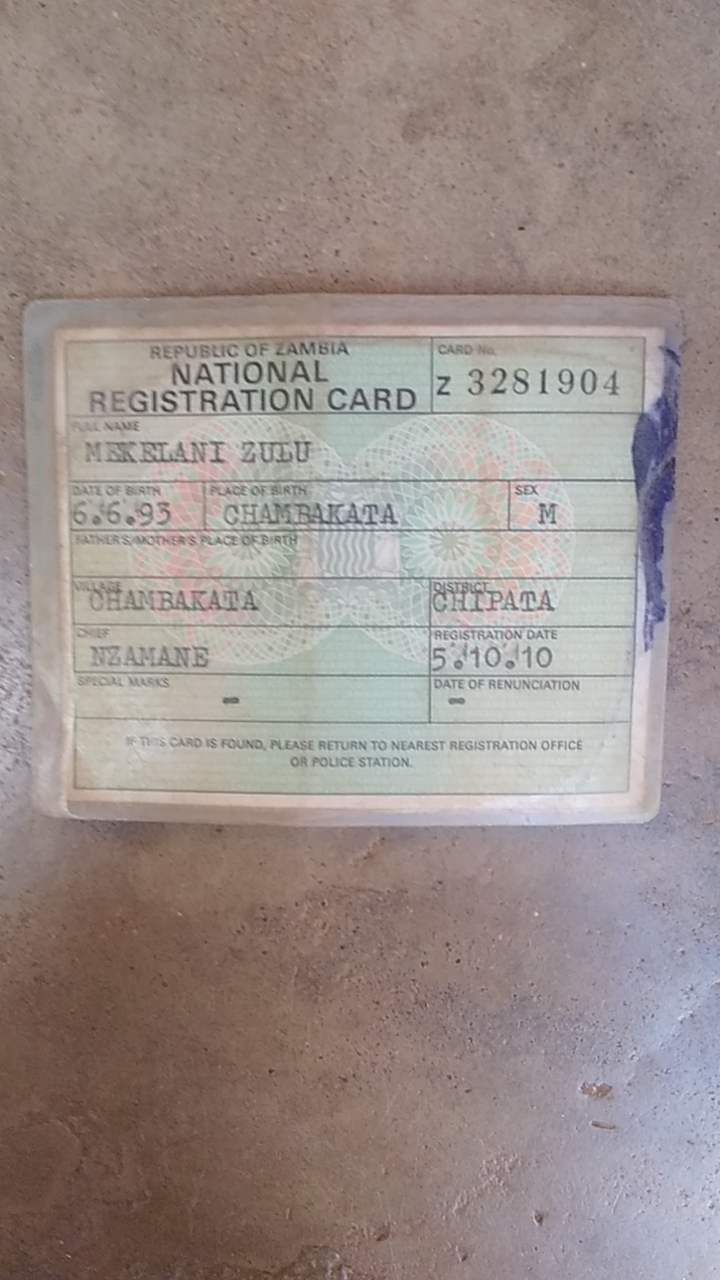 REPUBLIC OF ZAMBIA
NATIONAL
REGISTRATION CARD
CARD No.
Z 3281904
FULL NAME
MEKELANI ZULU
DATE OF BIRTH PLACE OF BIRTH SEX
6.6.93 CHAMBAKATA M
FATHER'S/MOTHER'S PLACE OF BIRTH
VILLAGE DISTRICT
CHAMBAKATA CHIPATA
CHIEF REGISTRATION DATE
NZAMANE 5.10.10
SPECIAL MARKS DATE OF RENUNCIATION
- -
IF THIS CARD IS FOUND, PLEASE RETURN TO NEAREST REGISTRATION OFFICE
OR POLICE STATION.